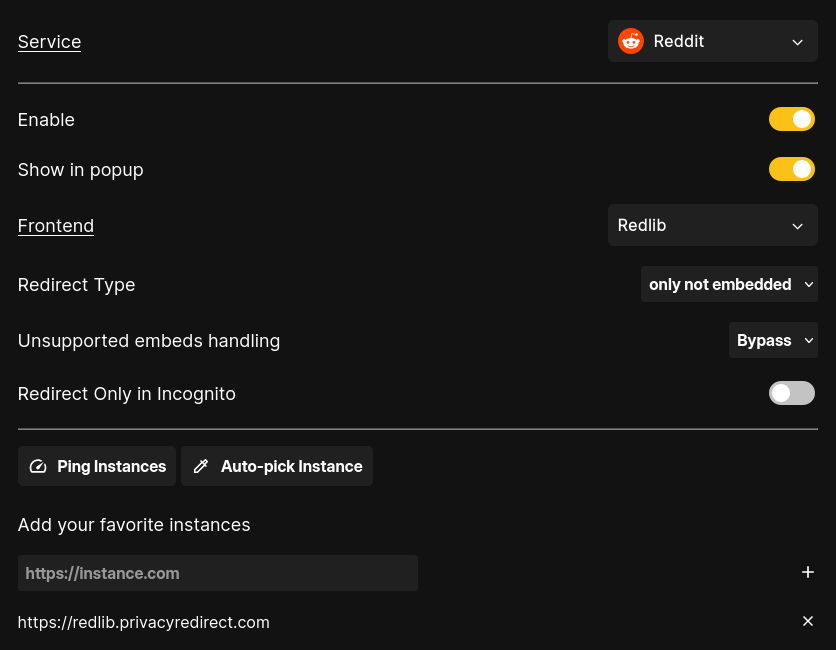 Service Reddit
Enable
Show in popup
Frontend Redlib
Redirect Type only not embedded
Unsupported embeds handling Bypass
Redirect Only in Incognito
Ping Instances Auto-pick Instance
Add your favorite instances
https://instance.com
https://redlib.privacyredirect.com